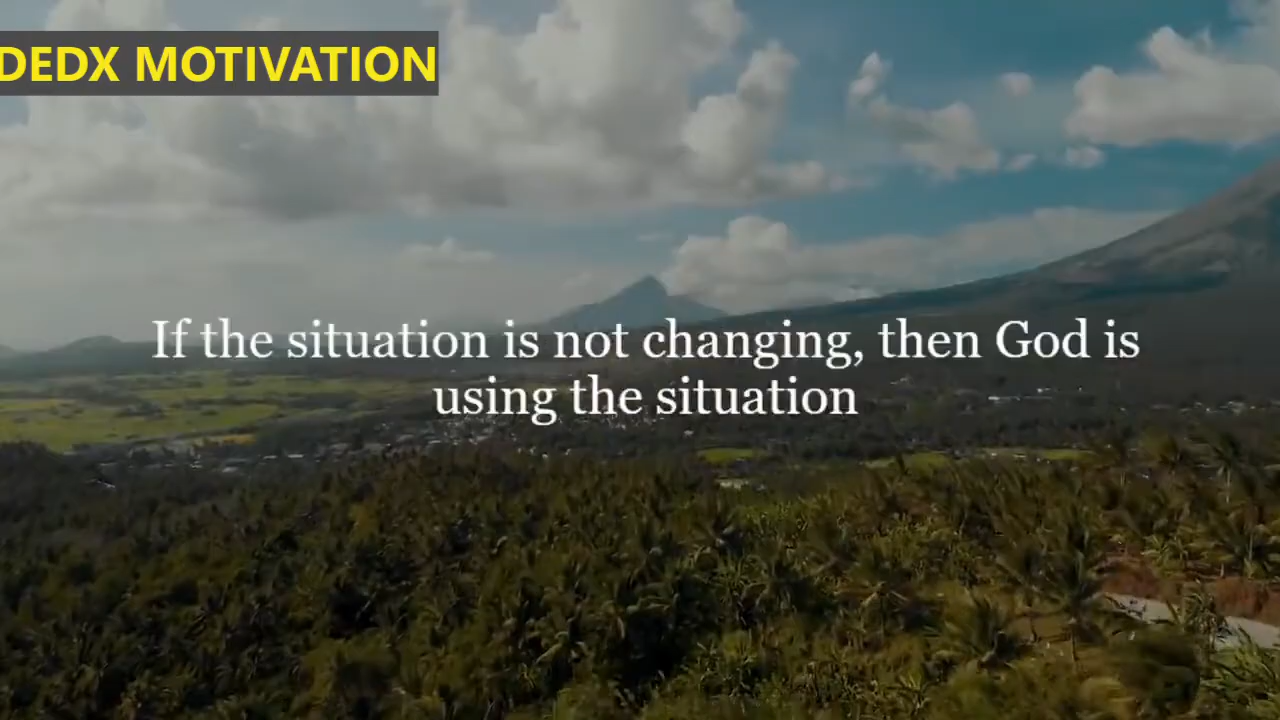 DEDX MOTIVATION
If the situation is not changing, then God is
using the situation